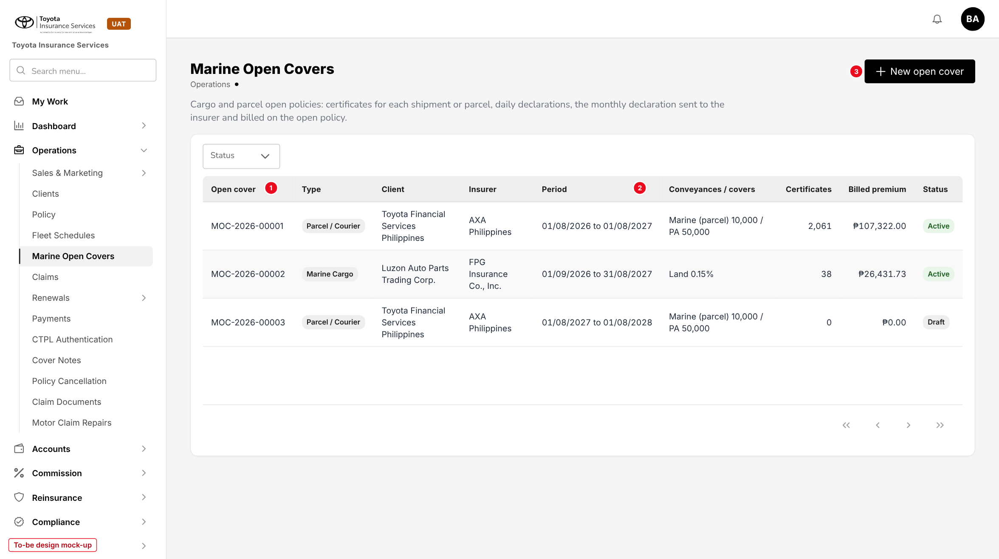 Toyota
Insurance Services
UAT
Toyota Insurance Services
Search menu...
My Work
Dashboard
Operations
Sales & Marketing
Clients
Policy
Fleet Schedules
Marine Open Covers
Claims
Renewals
Payments
CTPL Authentication
Cover Notes
Policy Cancellation
Claim Documents
Motor Claim Repairs
Accounts
Commission
Reinsurance
Compliance
To-be design mock-up
BA
Marine Open Covers
Operations
3
New open cover
Cargo and parcel open policies: certificates for each shipment or parcel, daily declarations, the monthly declaration sent to the
insurer and billed on the open policy.
Status
Open cover 1 Type Client Insurer Period 2 Conveyances / covers Certificates Billed premium Status
MOC-2026-00001 Parcel / Courier Toyota Financial Services Philippines AXA Philippines 01/08/2026 to 01/08/2027 Marine (parcel) 10,000 / PA 50,000 2,061 ₱107,322.00 Active
MOC-2026-00002 Marine Cargo Luzon Auto Parts Trading Corp. FPG Insurance Co., Inc. 01/09/2026 to 31/08/2027 Land 0.15% 38 ₱26,431.73 Active
MOC-2026-00003 Parcel / Courier Toyota Financial Services Philippines AXA Philippines 01/08/2027 to 01/08/2028 Marine (parcel) 10,000 / PA 50,000 0 ₱0.00 Draft